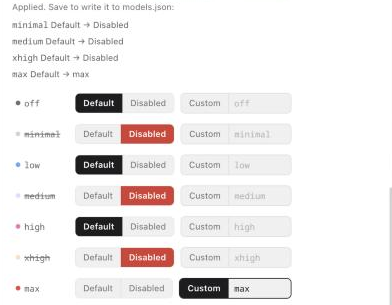 Applied. Save to write it to models.json:
minimal Default → Disabled
medium Default → Disabled
xhigh Default → Disabled
max Default → max
off Default Disabled Custom off
minimal Default Disabled Custom minimal
low Default Disabled Custom low
medium Default Disabled Custom medium
high Default Disabled Custom high
xhigh Default Disabled Custom xhigh
max Default Disabled Custom max